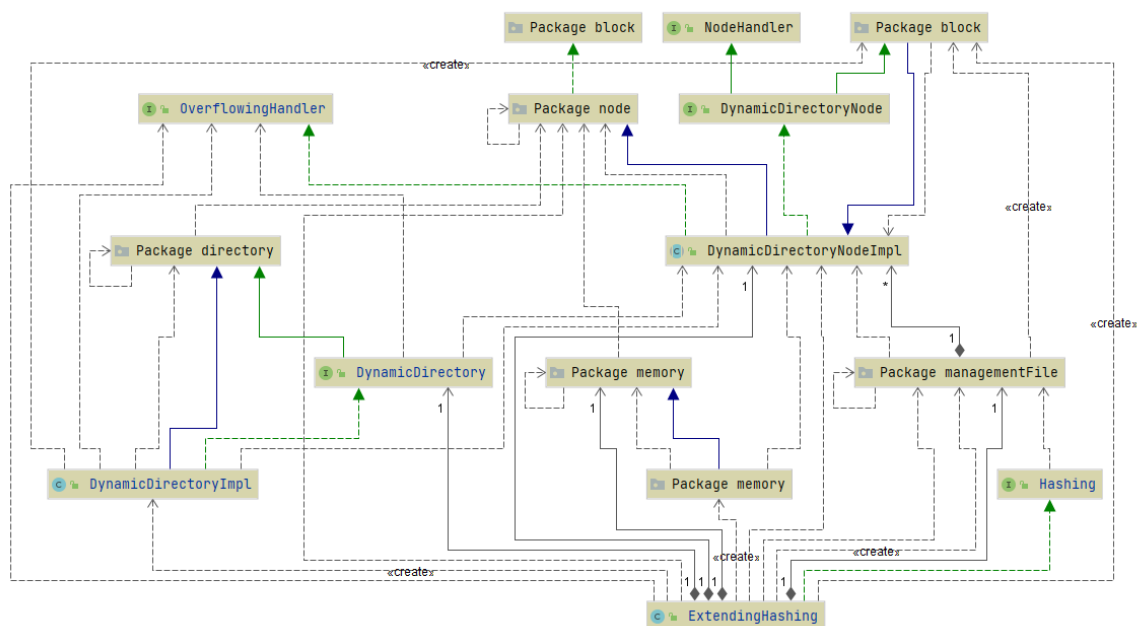 Package block
NodeHandler
Package block
«create»
OverflowingHandler
Package node
DynamicDirectoryNode
«create»
Package directory
DynamicDirectoryNodeImpl
1
*
«create»
1
DynamicDirectory
Package memory
Package managementFile
1
1
1
DynamicDirectoryImpl
Package memory
Hashing
«create»
«create»
«create»
1
1
1
1
ExtendingHashing